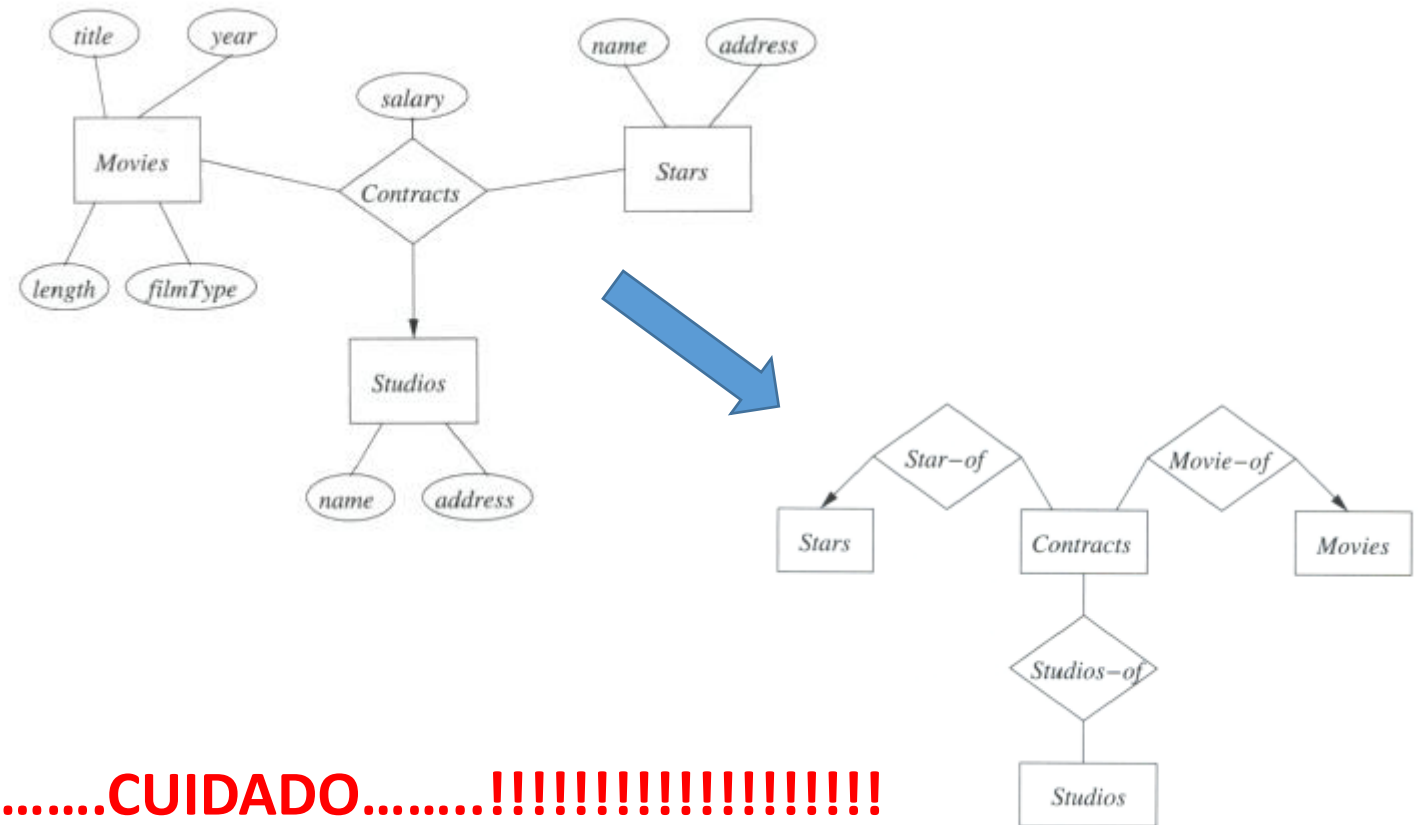 title
year
name
address
salary
Movies
Contracts
Stars
length
filmType
Studios
name
address
Star-of
Movie-of
Stars
Contracts
Movies
Studios-of
Studios
…….CUIDADO……..!!!!!!!!!!!!!!!!!!!